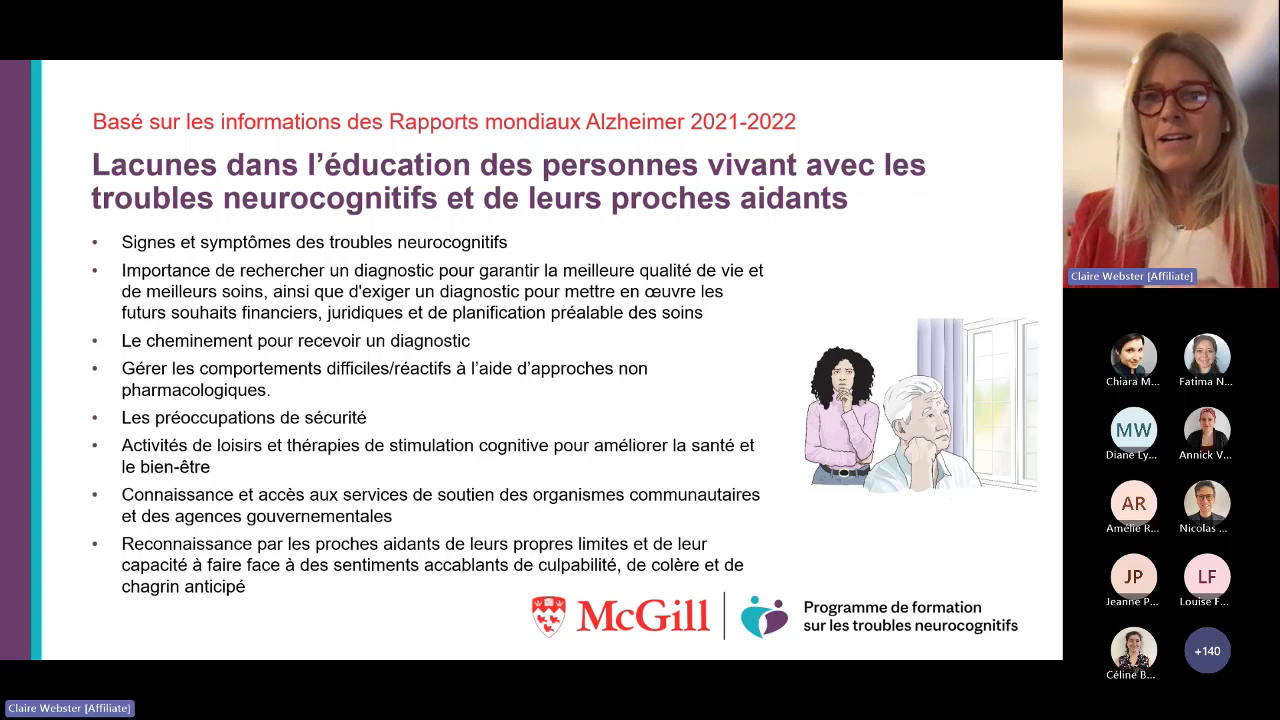 Basé sur les informations des Rapports mondiaux Alzheimer 2021-2022
Lacunes dans l’éducation des personnes vivant avec les
troubles neurocognitifs et de leurs proches aidants
• Signes et symptômes des troubles neurocognitifs
• Importance de rechercher un diagnostic pour garantir la meilleure qualité de vie et
de meilleurs soins, ainsi que d'exiger un diagnostic pour mettre en œuvre les
futurs souhaits financiers, juridiques et de planification préalable des soins
• Le cheminement pour recevoir un diagnostic
• Gérer les comportements difficiles/réactifs à l’aide d’approches non
pharmacologiques.
• Les préoccupations de sécurité
• Activités de loisirs et thérapies de stimulation cognitive pour améliorer la santé et
le bien-être
• Connaissance et accès aux services de soutien des organismes communautaires
et des agences gouvernementales
• Reconnaissance par les proches aidants de leurs propres limites et de leur
capacité à faire face à des sentiments accablants de culpabilité, de colère et de
chagrin anticipé
McGill
Programme de formation
sur les troubles neurocognitifs
Claire Webster [Affiliate]
Chiara M...
Fatima N...
MW
Diane Ly...
Annick V...
AR
Amélie R...
Nicolas ...
JP
Jeanne P...
LF
Louise F...
Céline B...
+140
Claire Webster [Affiliate]